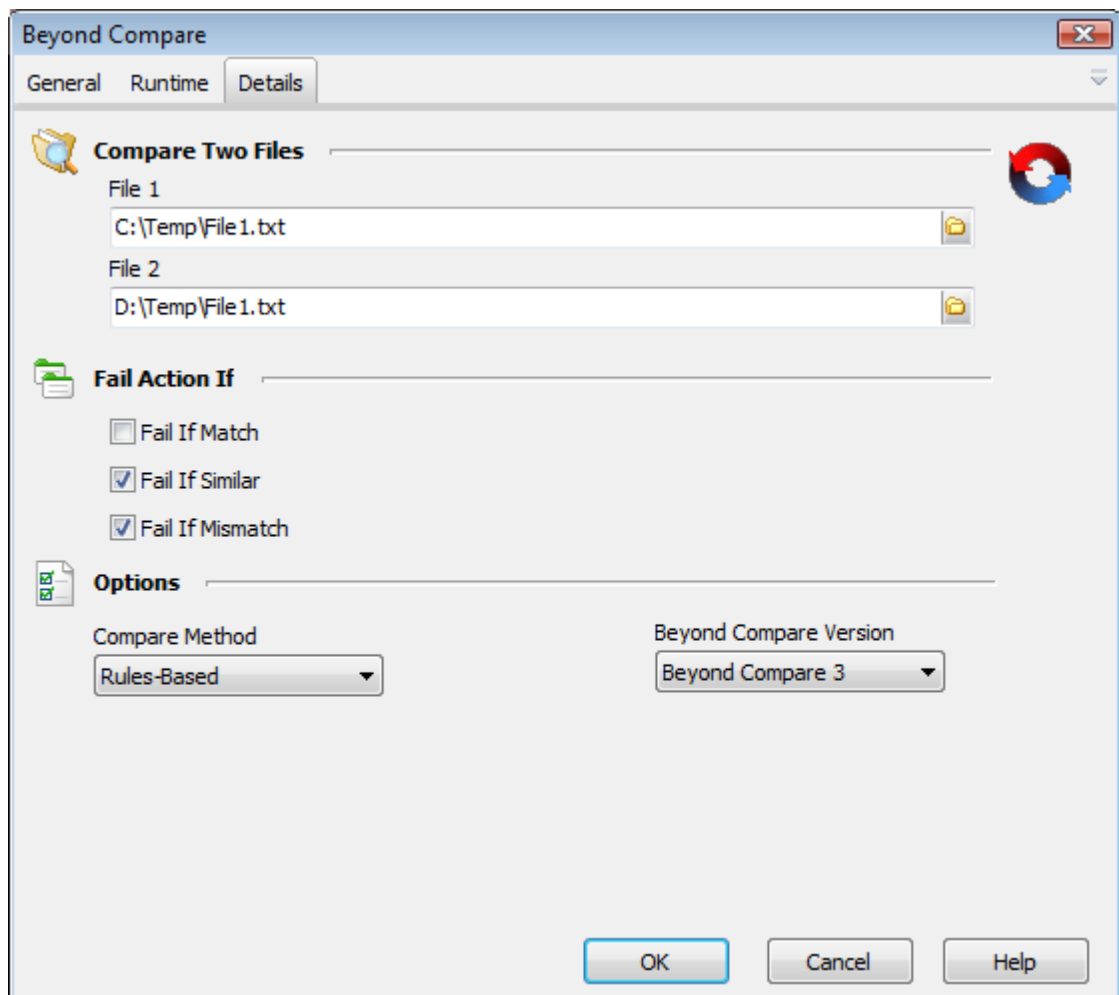 Beyond Compare
General Runtime Details
Compare Two Files
File 1
C:\Temp\File1.txt
File 2
D:\Temp\File1.txt
Fail Action If
Fail If Match
Fail If Similar
Fail If Mismatch
Options
Compare Method
Beyond Compare Version
Rules-Based
Beyond Compare 3
OK Cancel Help